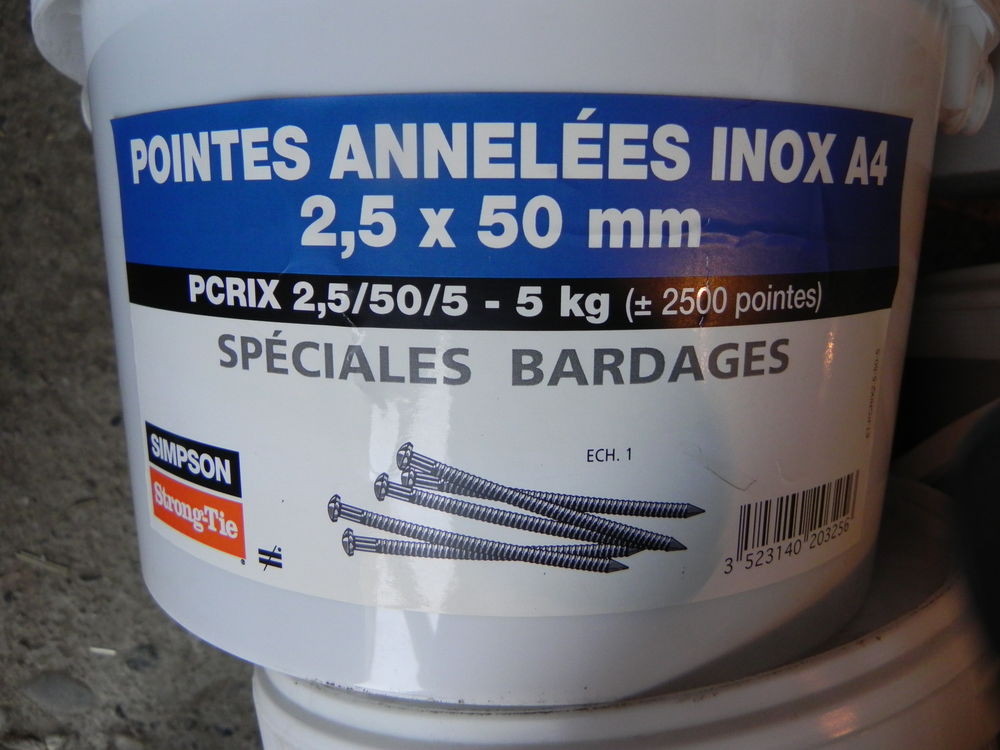 POINTES ANNELÉES INOX A4
2,5 x 50 mm
PCRIX 2,5/50/5 - 5 kg (± 2500 pointes)
SPÉCIALES BARDAGES
ECH. 1
SIMPSON
Strong-Tie
3 523140 203256